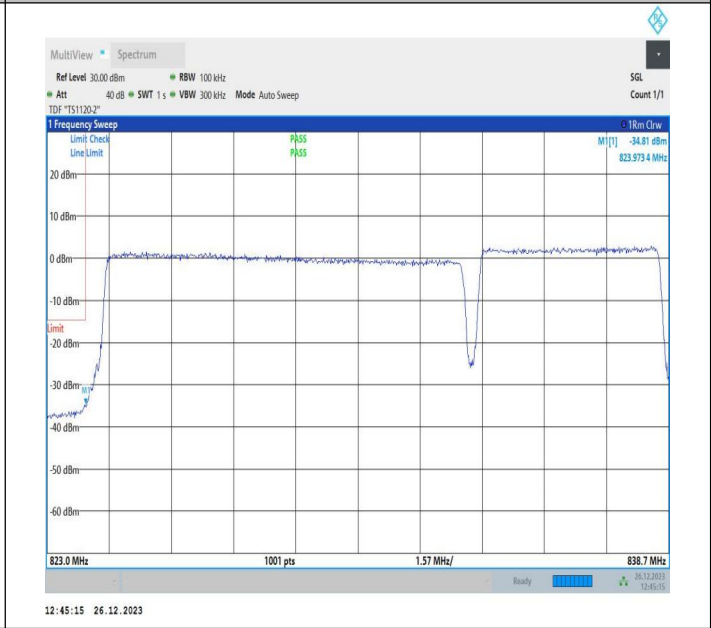 R S
MultiView Spectrum
Ref Level 30.00 dBm RBW 100 kHz SGL
Att 40 dB SWT 1 s VBW 300 kHz Mode Auto Sweep Count 1/1
TDF "TS1120-2"
1 Frequency Sweep 1Rm Clrw
Limit Check PASS M1[1] -34.81 dBm
Line Limit PASS 823.973 4 MHz
20 dBm
10 dBm
0 dBm
-10 dBm
Limit
-20 dBm
-30 dBm
M1
-40 dBm
-50 dBm
-60 dBm
823.0 MHz 1001 pts 1.57 MHz/ 838.7 MHz
Ready 26.12.2023
12:45:15
12:45:15 26.12.2023